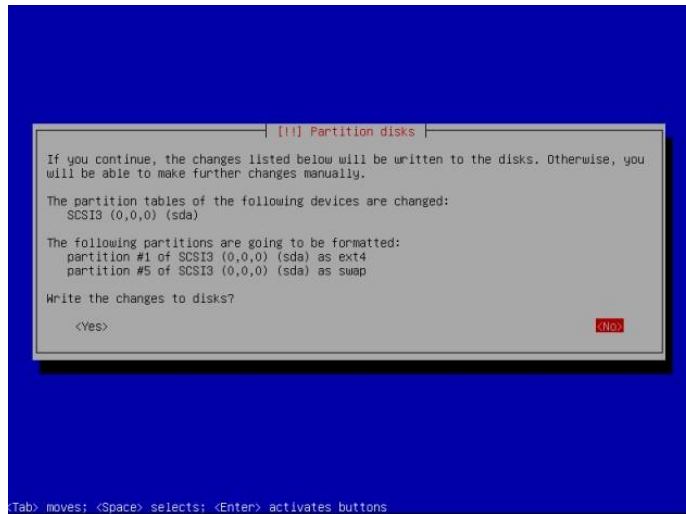 [!!] Partition disks
If you continue, the changes listed below will be written to the disks. Otherwise, you
will be able to make further changes manually.
The partition tables of the following devices are changed:
SCSI3 (0,0,0) (sda)
The following partitions are going to be formatted:
partition #1 of SCSI3 (0,0,0) (sda) as ext4
partition #5 of SCSI3 (0,0,0) (sda) as swap
Write the changes to disks?
<Yes> <No>
<Tab> moves; <Space> selects; <Enter> activates buttons